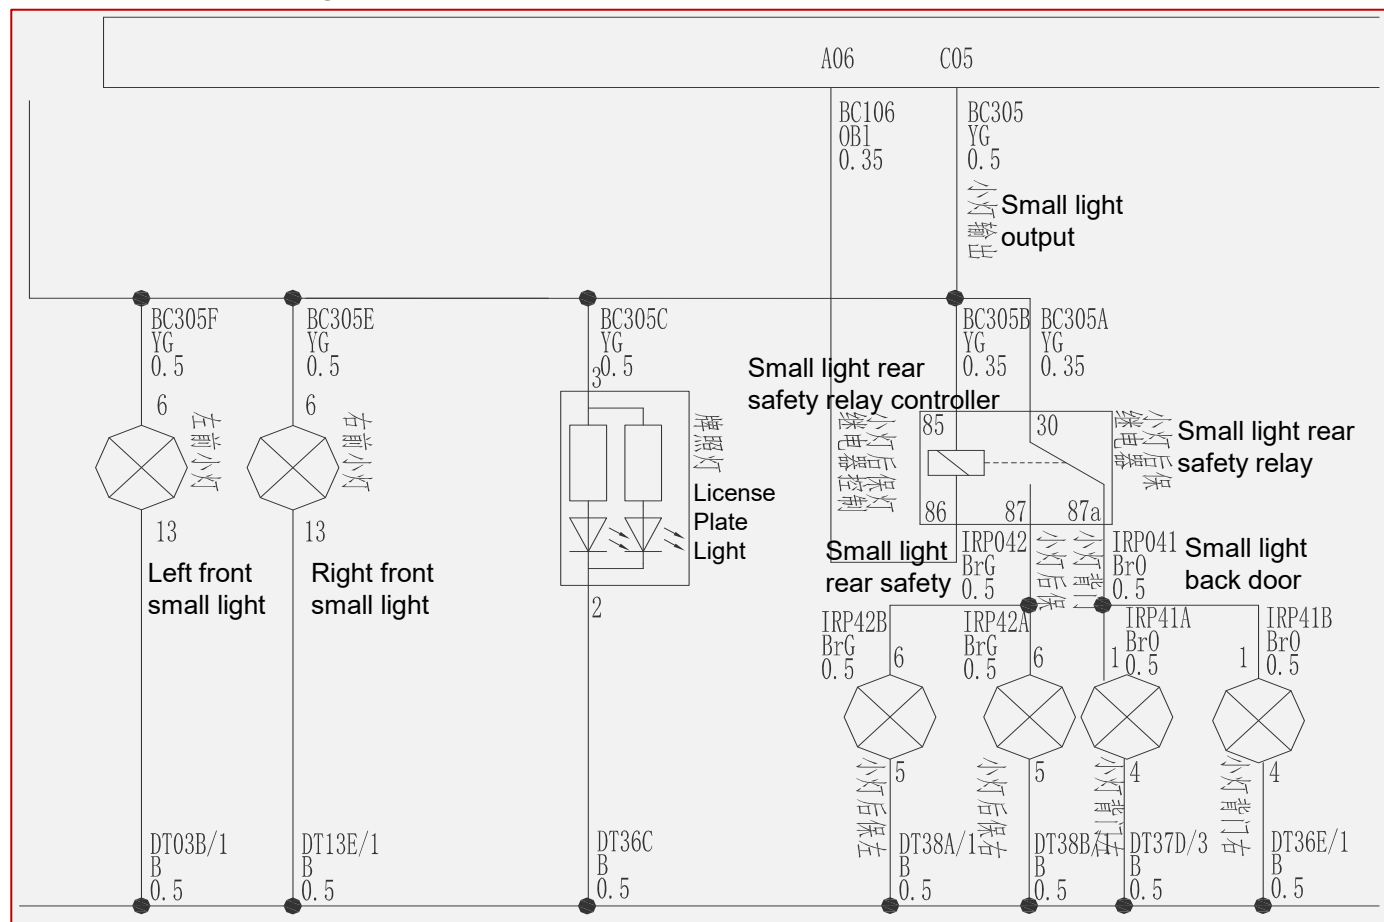 A06
C05
BC106
OB1
0.35
BC305
YG
0.5
小灯输出
Small light
output
BC305F
YG
0.5
BC305E
YG
0.5
BC305C
YG
0.5
BC305B
YG
0.35
BC305A
YG
0.35
3
Small light rear
safety relay controller
6
左前小灯
6
右前小灯
牌照灯
小灯后保灯
继电器控制
85
30
小灯后保
继电器
Small light rear
safety relay
License
Plate
Light
86
87
87a
13
13
Left front
small light
Right front
small light
Small light
rear safety
IRP042
BrG
0.5
小灯后保
小灯背门
IRP041
BrO
0.5
Small light
back door
2
IRP42B
BrG
0.5
IRP42A
BrG
0.5
IRP41A
BrO
0.5
IRP41B
BrO
0.5
6
6
1
1
5
5
4
4
小灯后保左
小灯后保右
小灯背门左
小灯背门右
DT03B/1
B
0.5
DT13E/1
B
0.5
DT36C
B
0.5
DT38A/1
B
0.5
DT38B/1
B
0.5
DT37D/3
B
0.5
DT36E/1
B
0.5